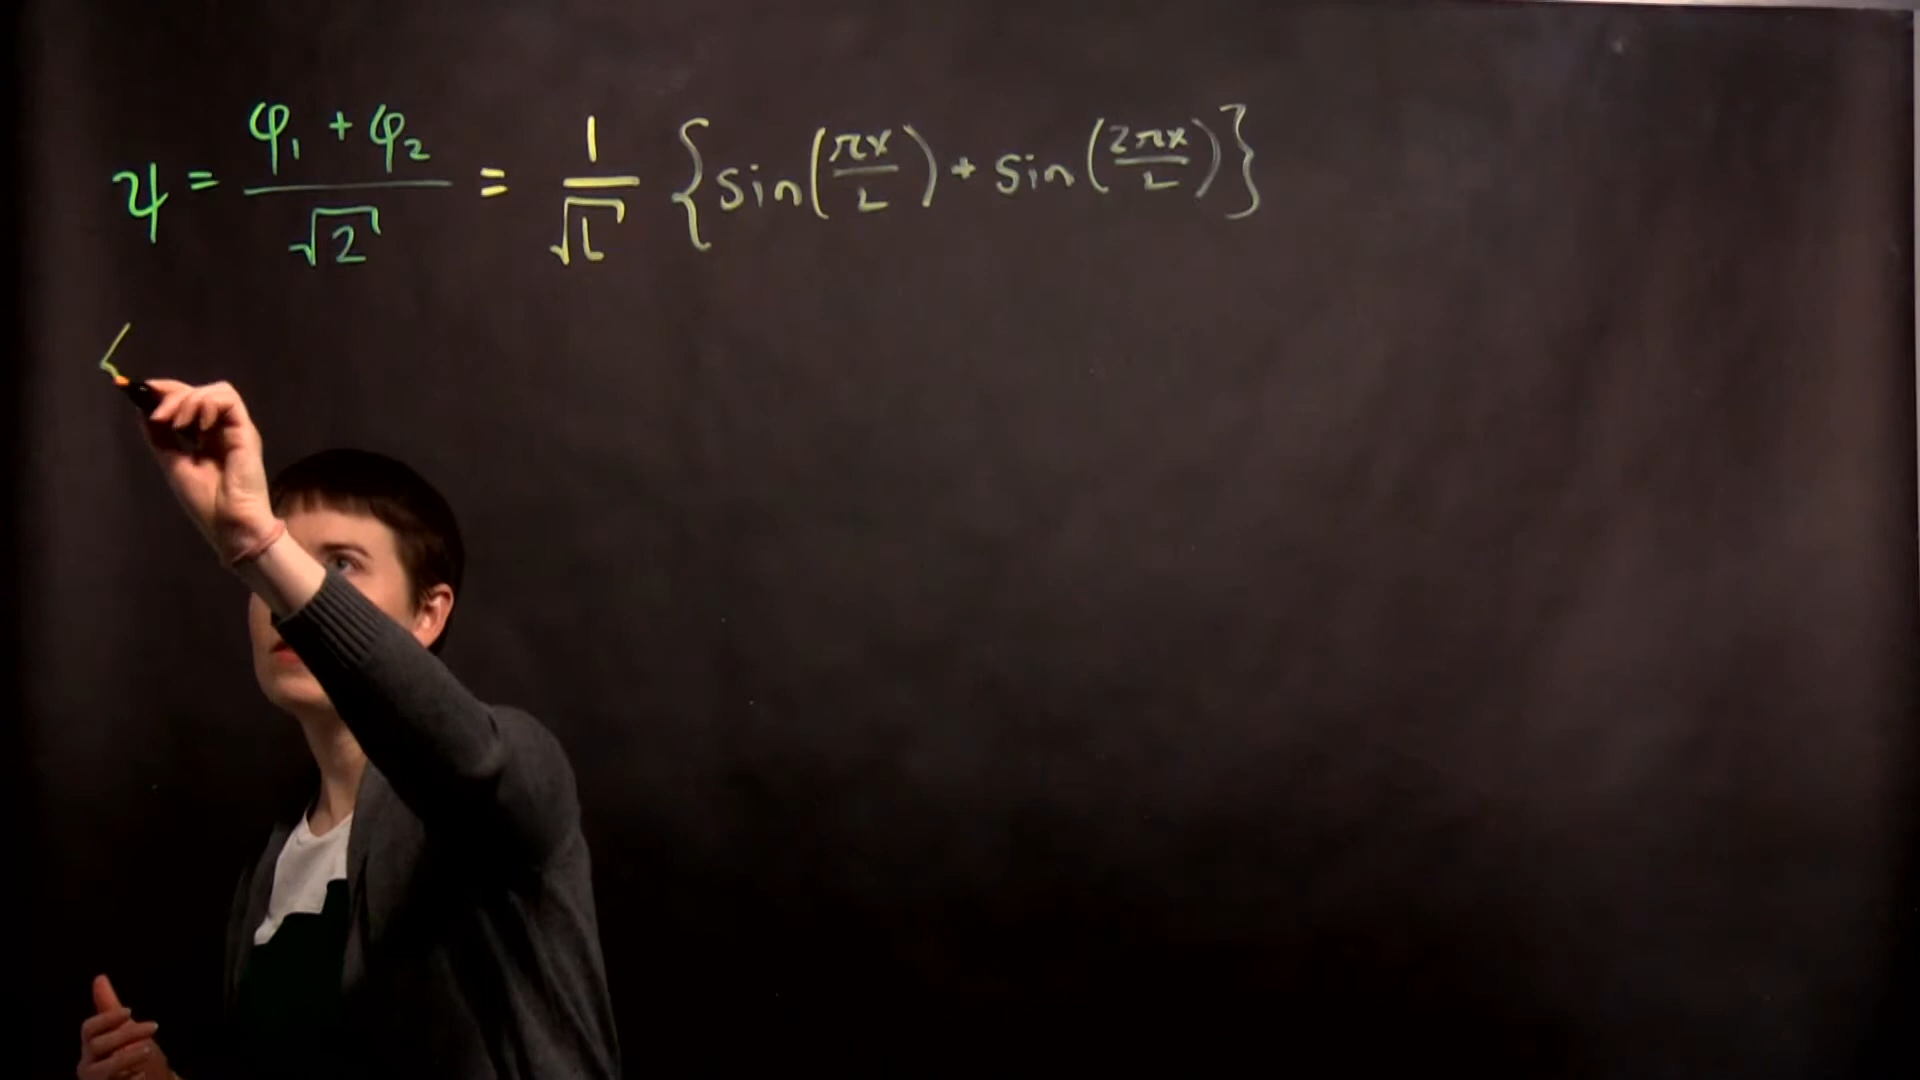 ψ = (φ₁ + φ₂)/√2 = 1/√L { sin(πx/L) + sin(2πx/L) }
⟨